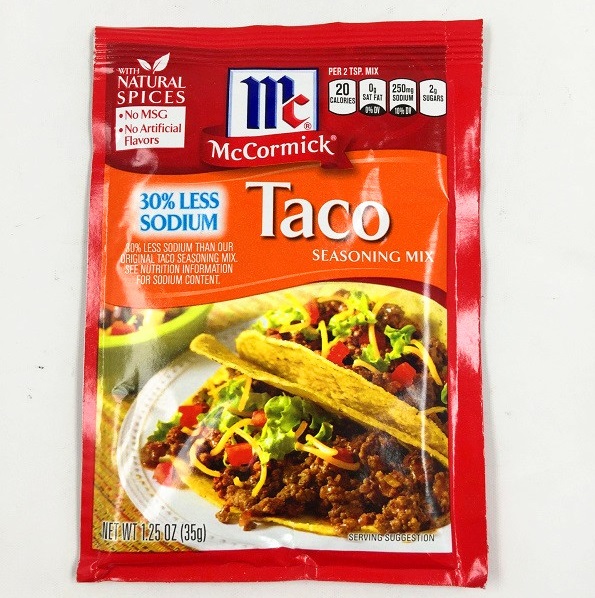 WITH
NATURAL
SPICES
• No MSG
• No Artificial
Flavors
Mc
®
McCormick®
PER 2 TSP. MIX
20
CALORIES
0g
SAT FAT
0% DV
250mg
SODIUM
10% DV
2g
SUGARS
30% LESS
SODIUM
30% LESS SODIUM THAN OUR
ORIGINAL TACO SEASONING MIX.
SEE NUTRITION INFORMATION
FOR SODIUM CONTENT.
Taco
SEASONING MIX
NET WT 1.25 OZ (35g)
SERVING SUGGESTION